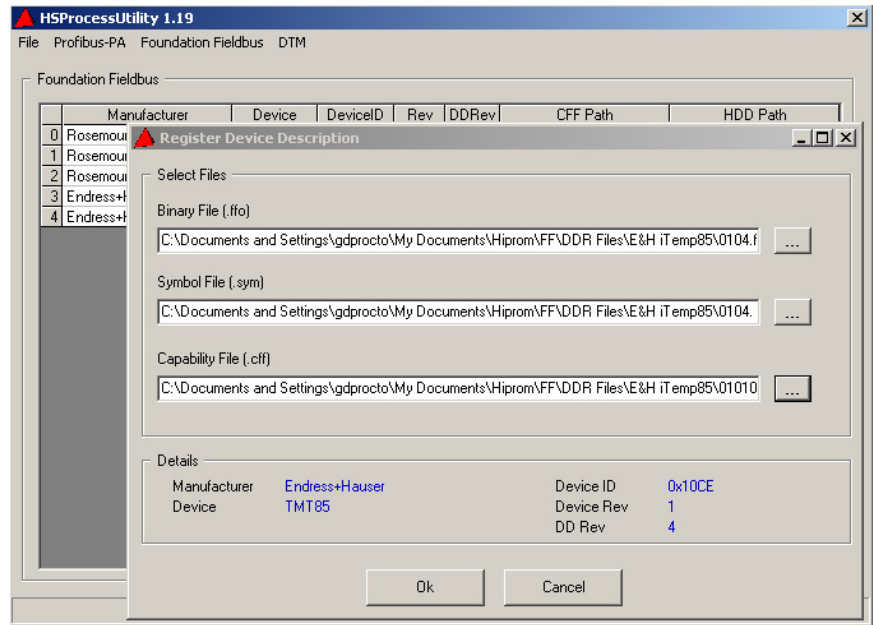 HSProcessUtility 1.19
File Profibus-PA Foundation Fieldbus DTM
Foundation Fieldbus
Manufacturer Device DeviceID Rev DDRev CFF Path HDD Path
0 Rosemour
1 Rosemour
2 Rosemour
3 Endress+H
4 Endress+H
Register Device Description
Select Files
Binary File (.ffo)
C:\Documents and Settings\gdprocto\My Documents\Hiprom\FF\DDR Files\E&H iTemp85\0104.f
...
Symbol File (.sym)
C:\Documents and Settings\gdprocto\My Documents\Hiprom\FF\DDR Files\E&H iTemp85\0104.
...
Capability File (.cff)
C:\Documents and Settings\gdprocto\My Documents\Hiprom\FF\DDR Files\E&H iTemp85\01010
...
Details
Manufacturer Endress+Hauser Device ID 0x10CE
Device TMT85 Device Rev 1
DD Rev 4
Ok Cancel